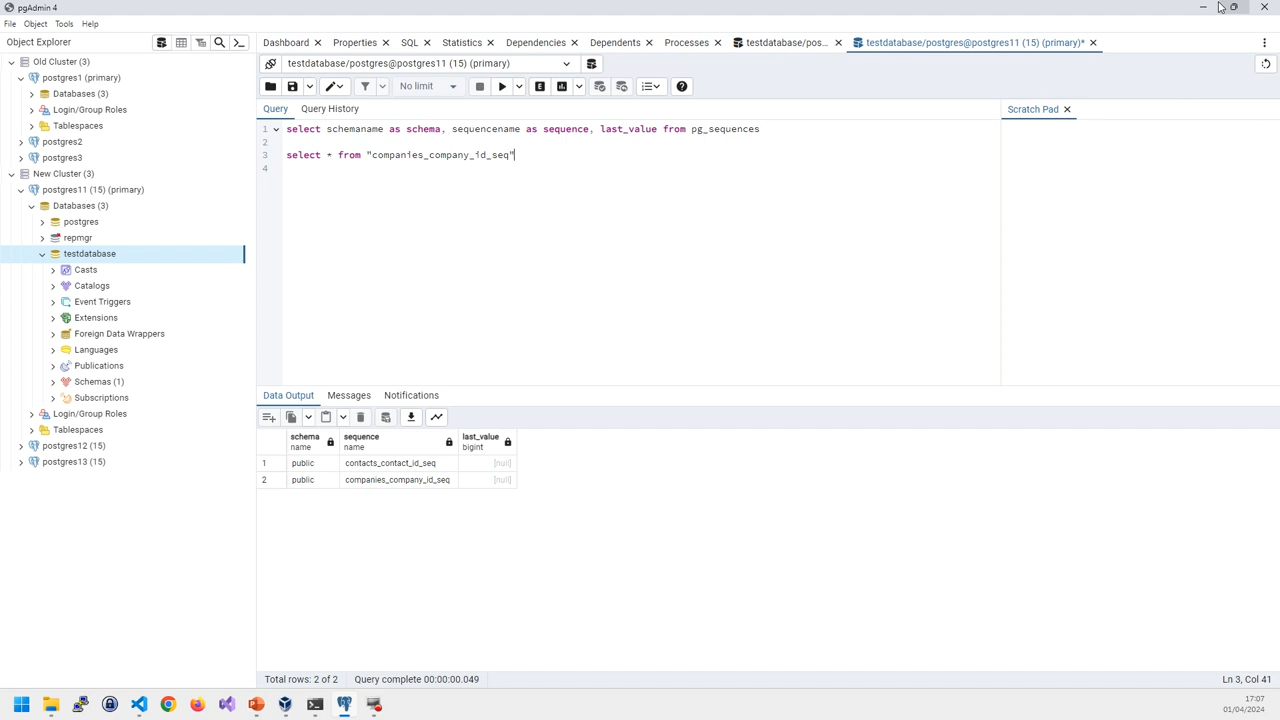 pgAdmin 4
File Object Tools Help
Object Explorer
Dashboard Properties SQL Statistics Dependencies Dependents Processes testdatabase/pos... testdatabase/postgres@postgres11 (15) (primary)*
Old Cluster (3)
postgres1 (primary)
Databases (3)
Login/Group Roles
Tablespaces
postgres2
postgres3
New Cluster (3)
postgres11 (15) (primary)
Databases (3)
postgres
repmgr
testdatabase
Casts
Catalogs
Event Triggers
Extensions
Foreign Data Wrappers
Languages
Publications
Schemas (1)
Subscriptions
Login/Group Roles
Tablespaces
postgres12 (15)
postgres13 (15)
testdatabase/postgres@postgres11 (15) (primary)
No limit
E
Query Query History
Scratch Pad
1 select schemaname as schema, sequencename as sequence, last_value from pg_sequences
2
3 select * from "companies_company_id_seq"
4
Data Output Messages Notifications
schema sequence last_value
name name bigint
1 public contacts_contact_id_seq [null]
2 public companies_company_id_seq [null]
Total rows: 2 of 2 Query complete 00:00:00.049 Ln 3, Col 41
17:07
01/04/2024